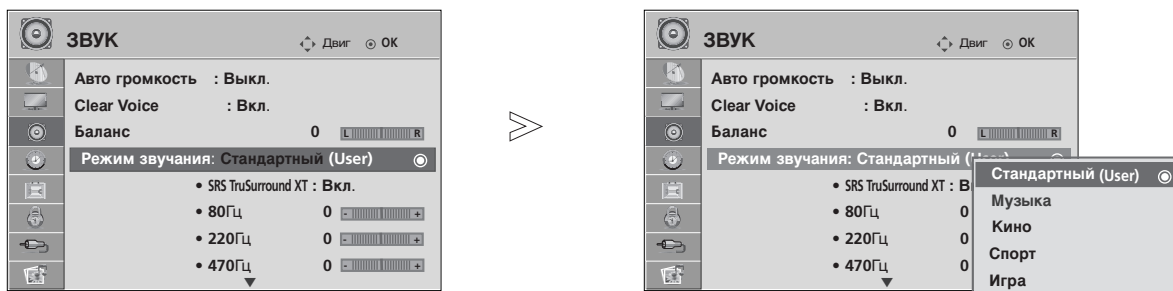 ЗВУК
Двиг ОК
Авто громкость : Выкл.
Clear Voice : Вкл.
Баланс 0 L R
Режим звучания: Стандартный (User)
• SRS TruSurround XT : Вкл.
• 80Гц 0 - +
• 220Гц 0 - +
• 470Гц 0 - +
ЗВУК
Двиг ОК
Авто громкость : Выкл.
Clear Voice : Вкл.
Баланс 0 L R
Режим звучания: Стандартный
• SRS TruSurround XT :
• 80Гц 0
• 220Гц 0
• 470Гц 0
Стандартный (User)
Музыка
Кино
Спорт
Игра